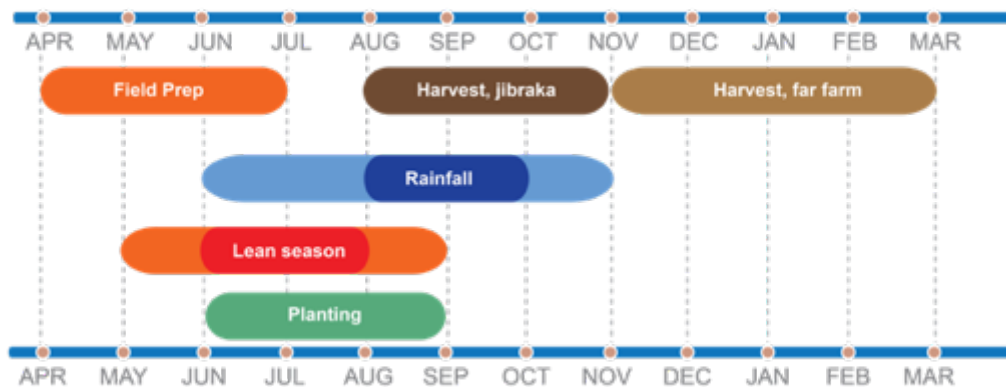 APR MAY JUN JUL AUG SEP OCT NOV DEC JAN FEB MAR
Field Prep Harvest, jibraka Harvest, far farm
Rainfall
Lean season
Planting
APR MAY JUN JUL AUG SEP OCT NOV DEC JAN FEB MAR